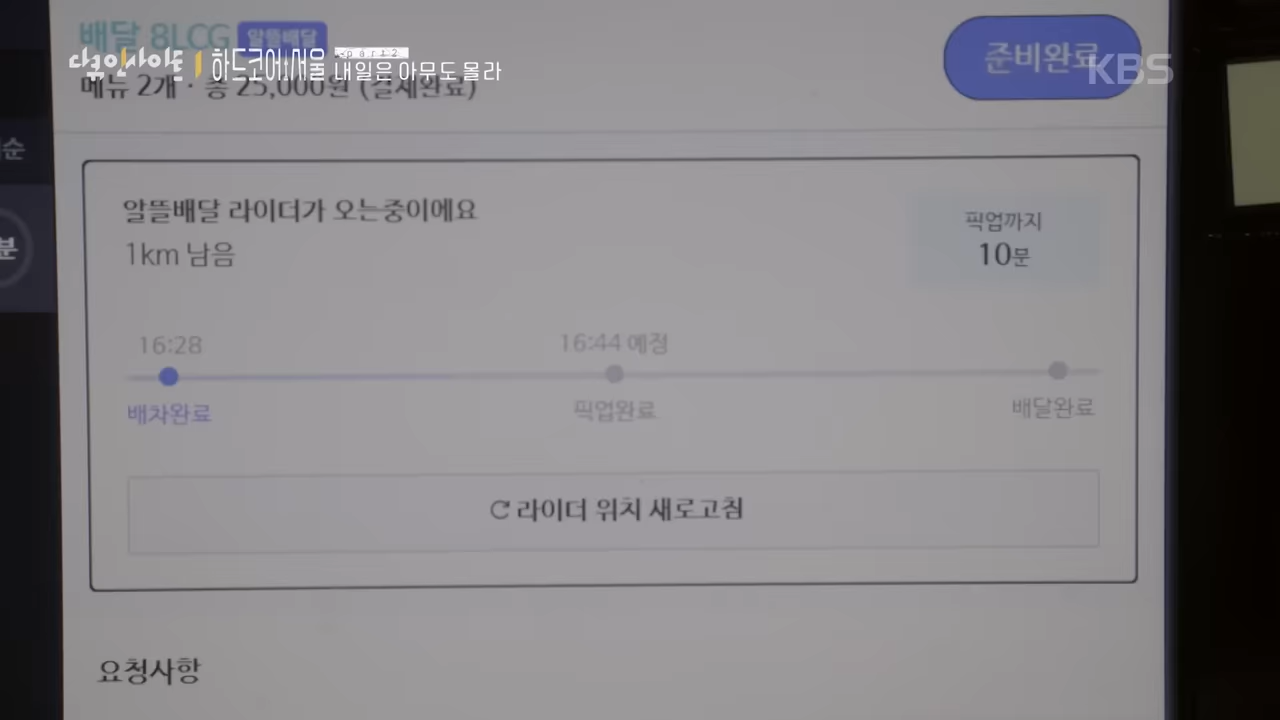 배달 8LCG 알뜰배달
다큐 인사이트 하드코어 서울 part2. 내일은 아무도 몰라
준비완료
KBS
메뉴 2개 · 총 25,000원 (결제완료)
순
분
알뜰배달 라이더가 오는중이에요
1km 남음
픽업까지
10분
16:28
16:44 예정
배차완료
픽업완료
배달완료
라이더 위치 새로고침
요청사항